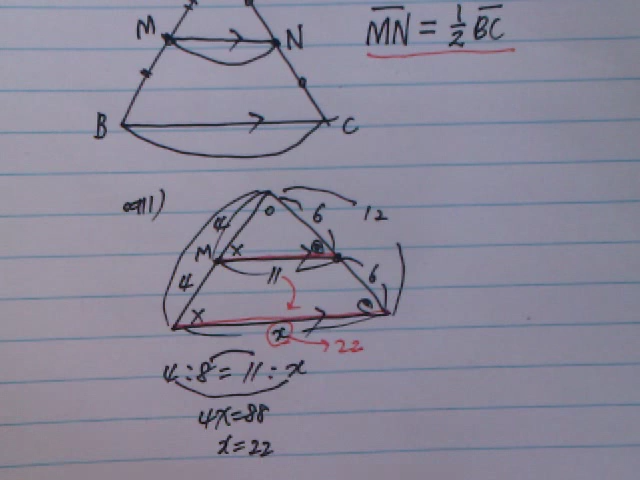 M
N
MN = 1/2 BC
B
C
예제1)
4
6
12
M
x
11
4
6
x
x
22
4 : 8 = 11 : x
4x = 88
x = 22